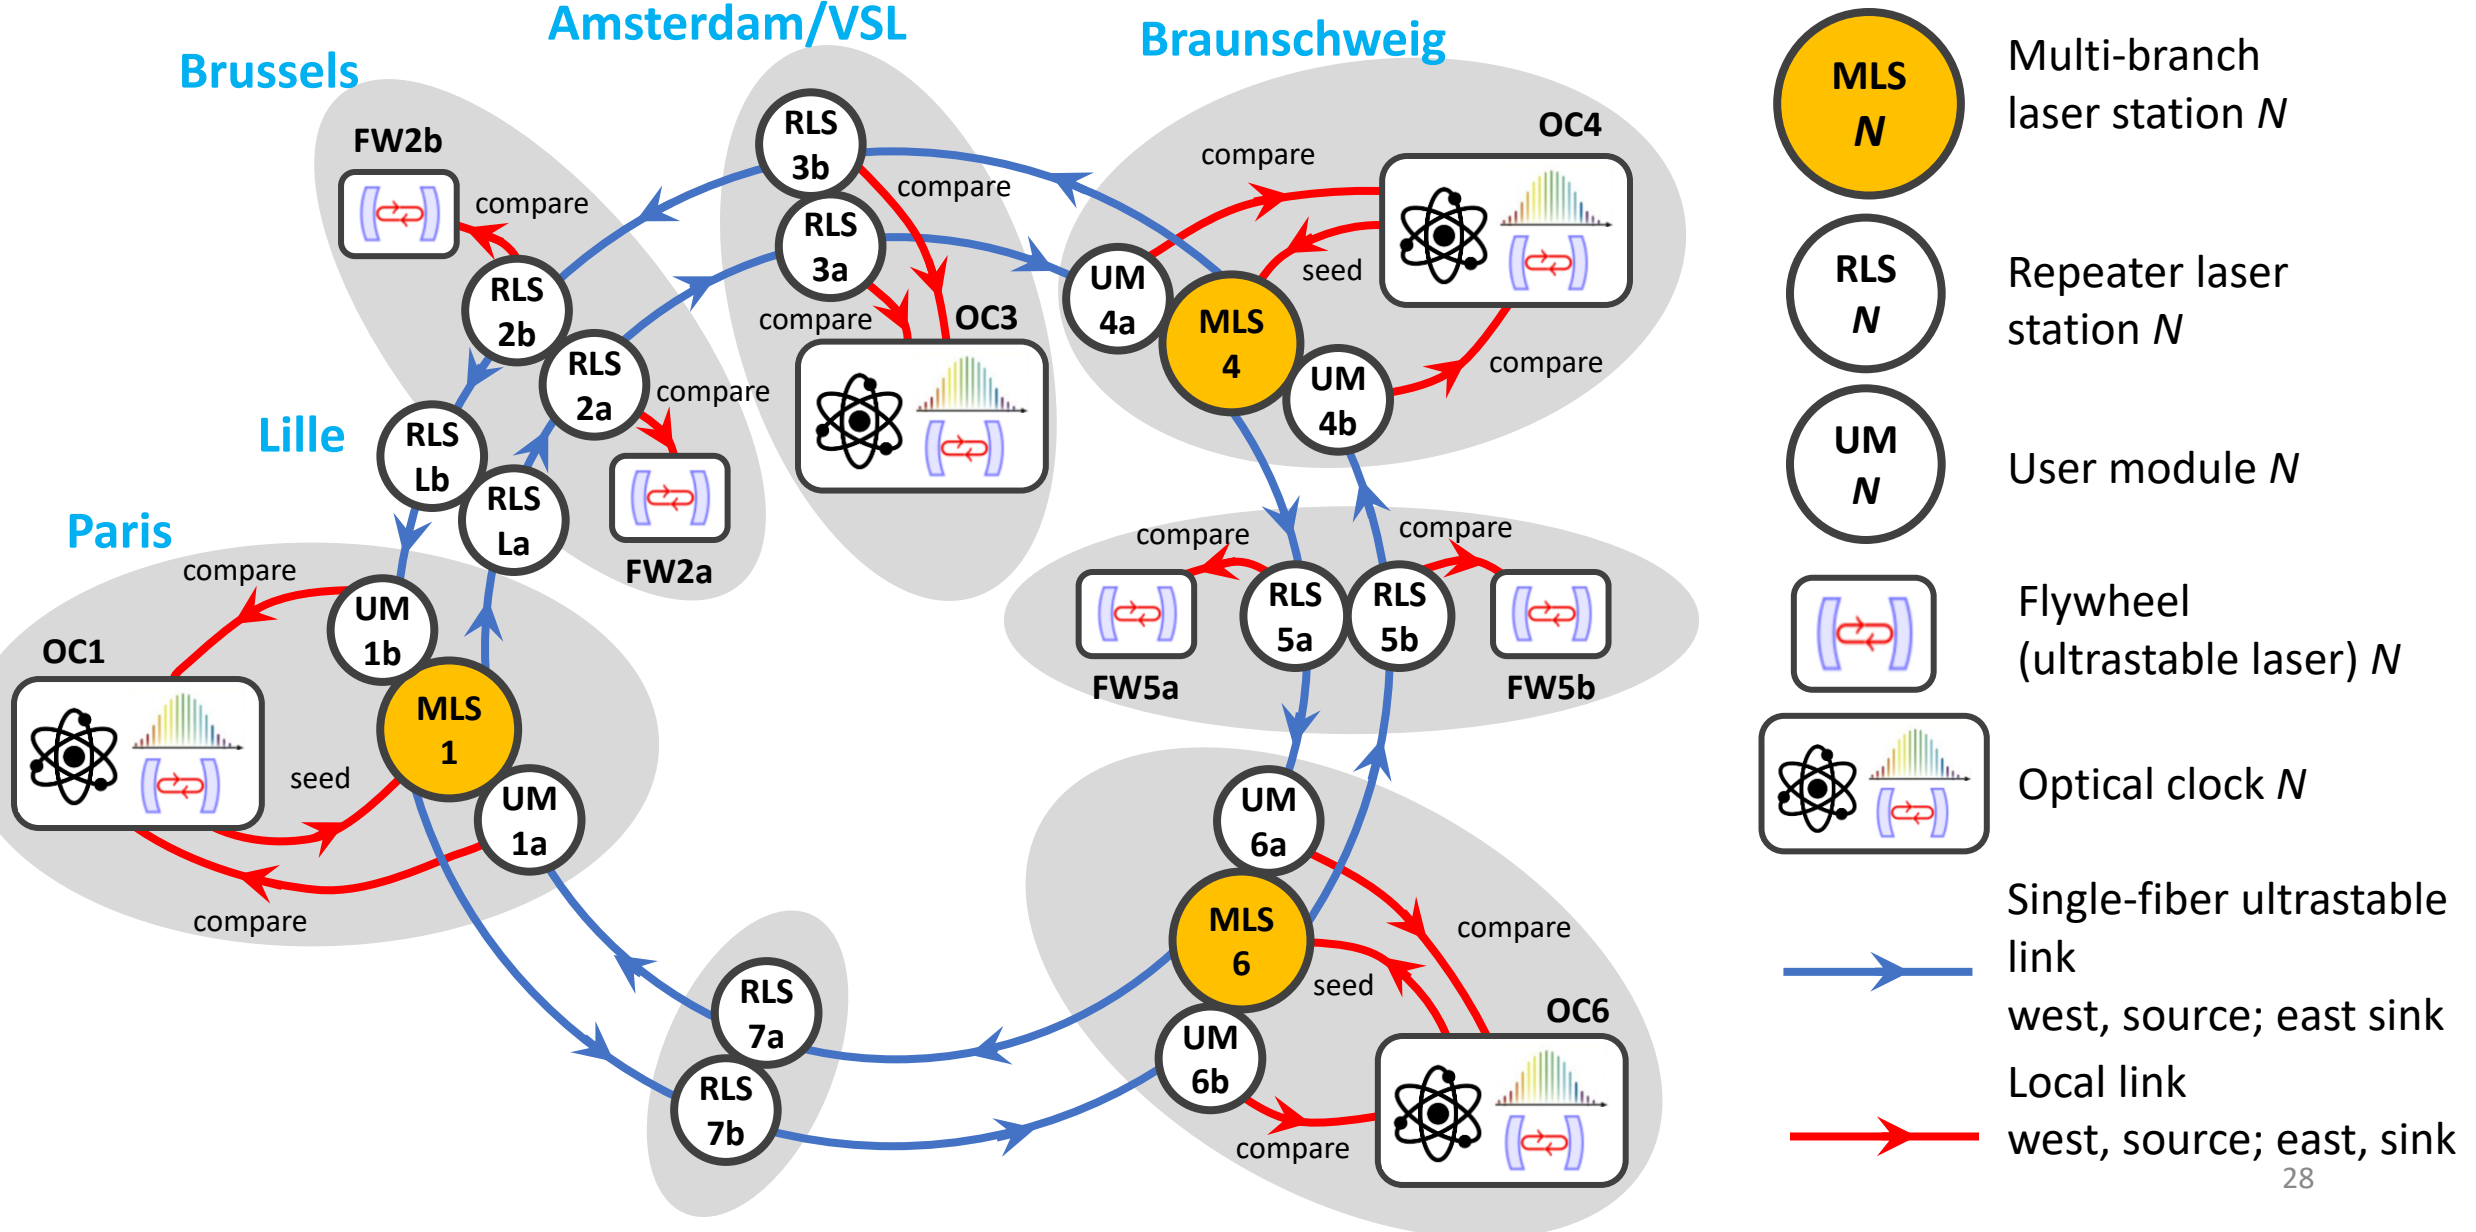 Amsterdam/VSL
Brussels
Braunschweig
FW2b
compare
RLS
3b
compare
RLS
3a
compare
OC3
compare
OC4
seed
UM
4a
MLS
4
UM
4b
compare
RLS
2b
RLS
2a
compare
FW2a
Lille
RLS
Lb
RLS
La
Paris
compare
OC1
UM
1b
MLS
1
seed
UM
1a
compare
compare
compare
RLS
5a
RLS
5b
FW5a
FW5b
UM
6a
MLS
6
compare
seed
UM
6b
OC6
compare
RLS
7a
RLS
7b
MLS
N
Multi-branch
laser station N
RLS
N
Repeater laser
station N
UM
N
User module N
Flywheel
(ultrastable laser) N
Optical clock N
Single-fiber ultrastable
link
west, source; east sink
Local link
west, source; east, sink
28